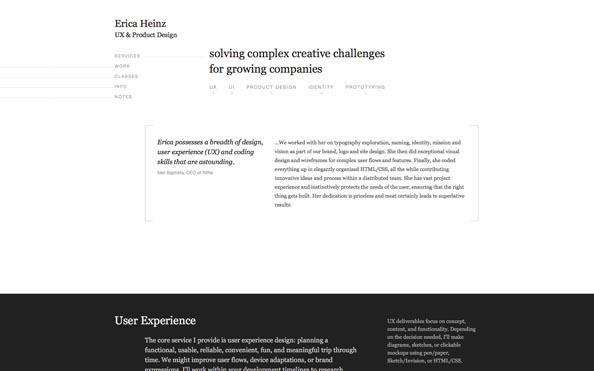 Erica Heinz
UX & Product Design
SERVICES
WORK
CLASSES
INFO
NOTES
solving complex creative challenges
for growing companies
UX UI PRODUCT DESIGN IDENTITY PROTOTYPING
Erica possesses a breadth of design,
user experience (UX) and coding
skills that are astounding.
Neil Baptista, CEO of Riffle
...We worked with her on typography exploration, naming, identity, mission and
vision as part of our brand, logo and site design. She then did exceptional visual
design and wireframes for complex user flows and features. Finally, she coded
everything up in elegantly organized HTML/CSS, all the while contributing
innovative ideas and process within a distributed team. She has vast project
experience and instinctively protects the needs of the user, ensuring that the right
thing gets built. Her dedication is priceless and most certainly leads to superlative
results.
User Experience
The core service I provide is user experience design: planning a
functional, usable, reliable, convenient, fun, and meaningful trip through
time. We might improve user flows, device adaptations, or brand
expressions. I'll work within your development timelines to research,
UX deliverables focus on concept,
content, and functionality. Depending
on the decision needed, I'll make
diagrams, sketches, or clickable
mockups using pen/paper,
Sketch/Invision, or HTML/CSS.